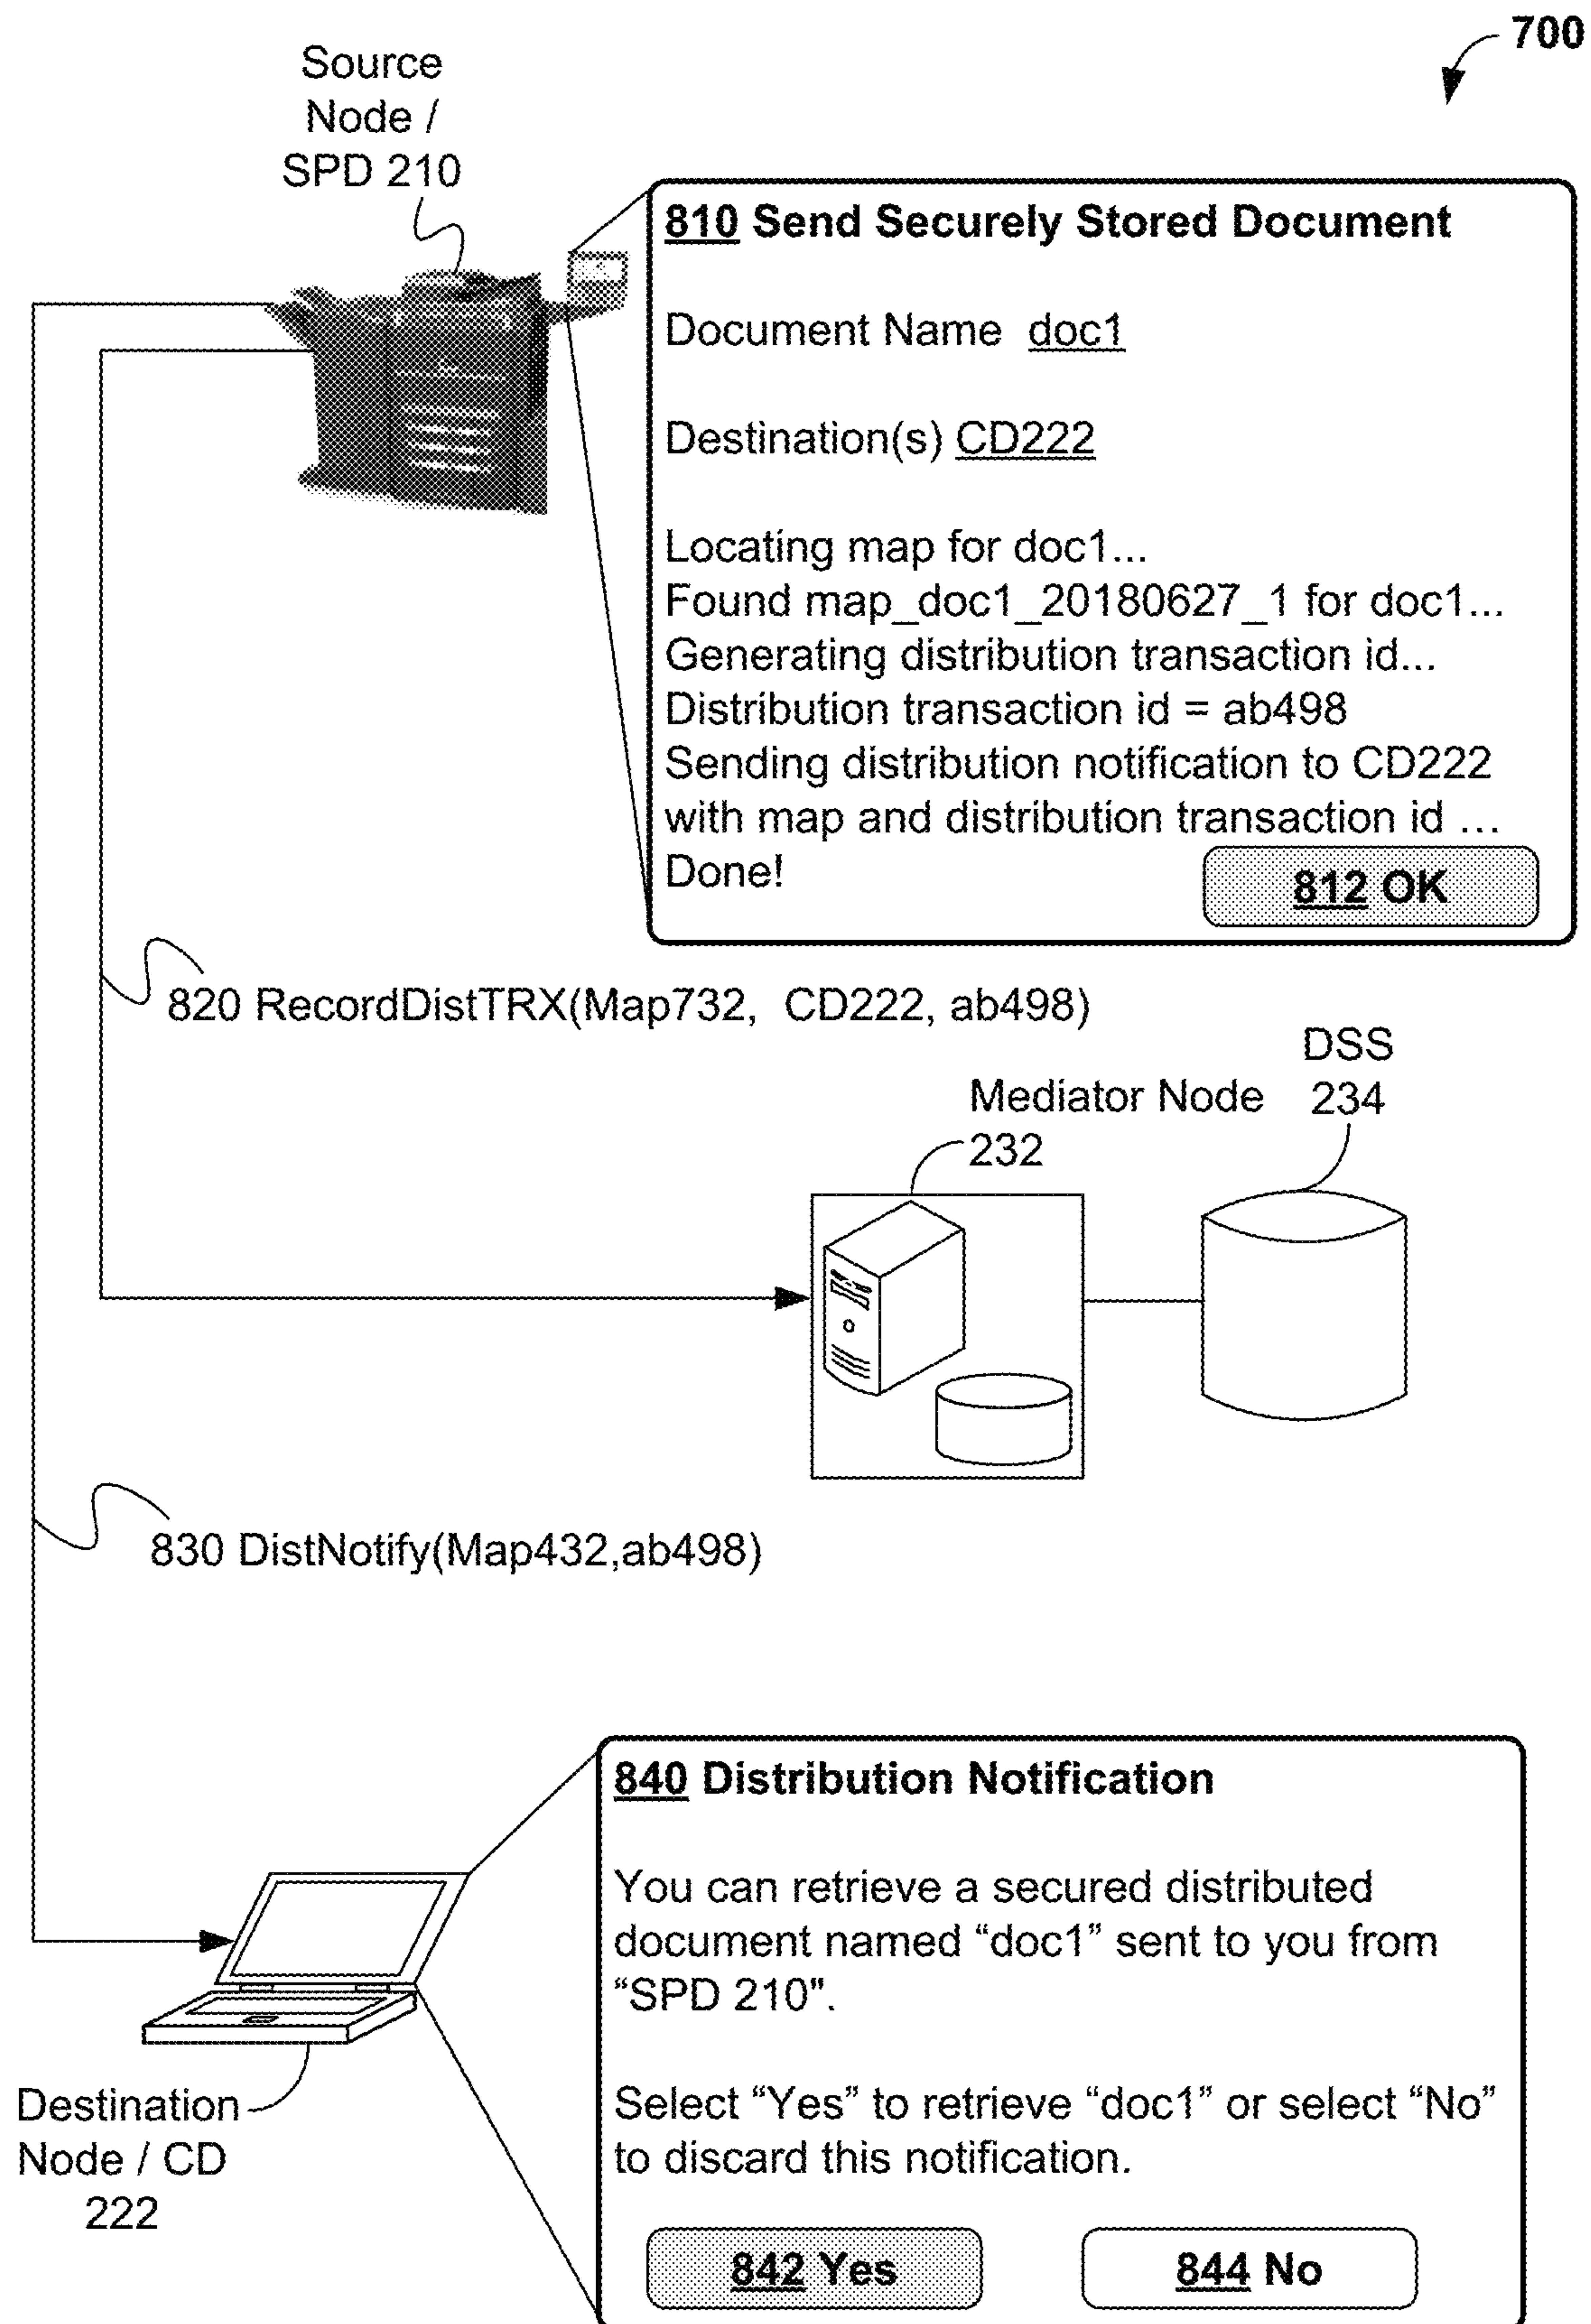 700
Source
Node /
SPD 210
810 Send Securely Stored Document
Document Name doc1
Destination(s) CD222
Locating map for doc1...
Found map_doc1_20180627_1 for doc1...
Generating distribution transaction id...
Distribution transaction id = ab498
Sending distribution notification to CD222
with map and distribution transaction id ...
Done!
812 OK
820 RecordDistTRX(Map732, CD222, ab498)
DSS
234
Mediator Node
232
830 DistNotify(Map432,ab498)
840 Distribution Notification
You can retrieve a secured distributed
document named “doc1” sent to you from
“SPD 210”.
Select “Yes” to retrieve “doc1” or select “No”
to discard this notification.
842 Yes
844 No
Destination
Node / CD
222